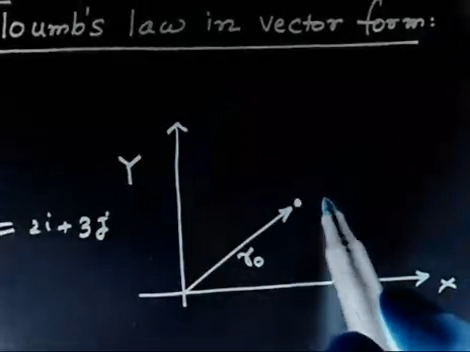 loumb's law in vector form:
Y
= 2i + 3j
r₀
x